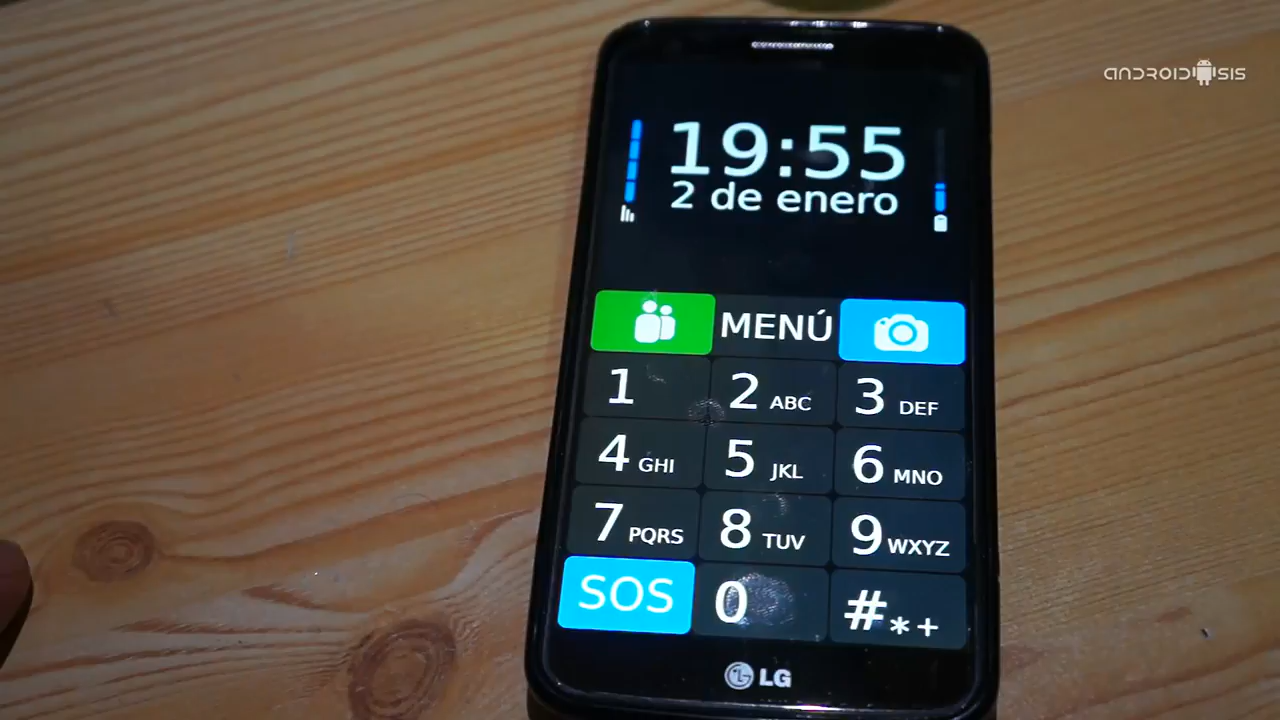 ANDROIDSIS
19:55
2 de enero
MENÚ
1
2 ABC
3 DEF
4 GHI
5 JKL
6 MNO
7 PQRS
8 TUV
9 WXYZ
SOS
0
#*+
LG